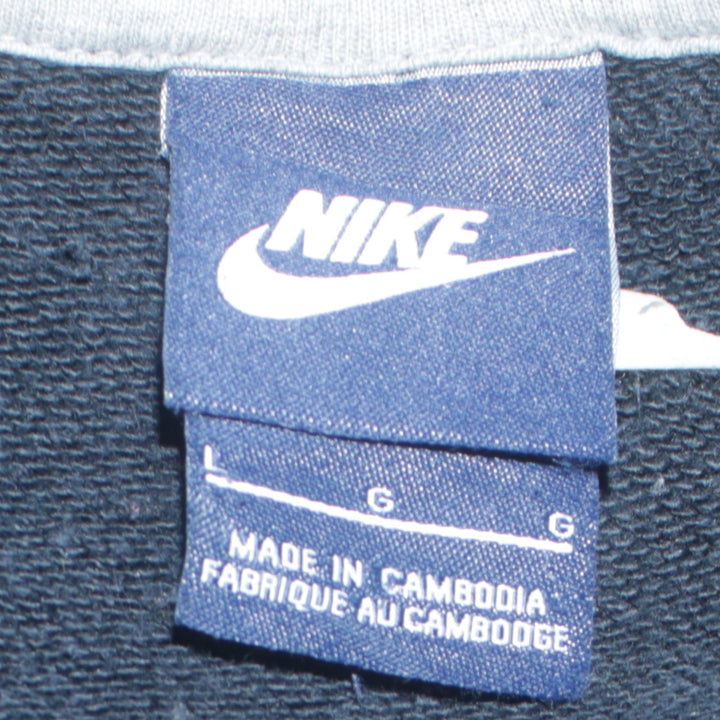 NIKE
L G G
MADE IN CAMBODIA
FABRIQUE AU CAMBODGE